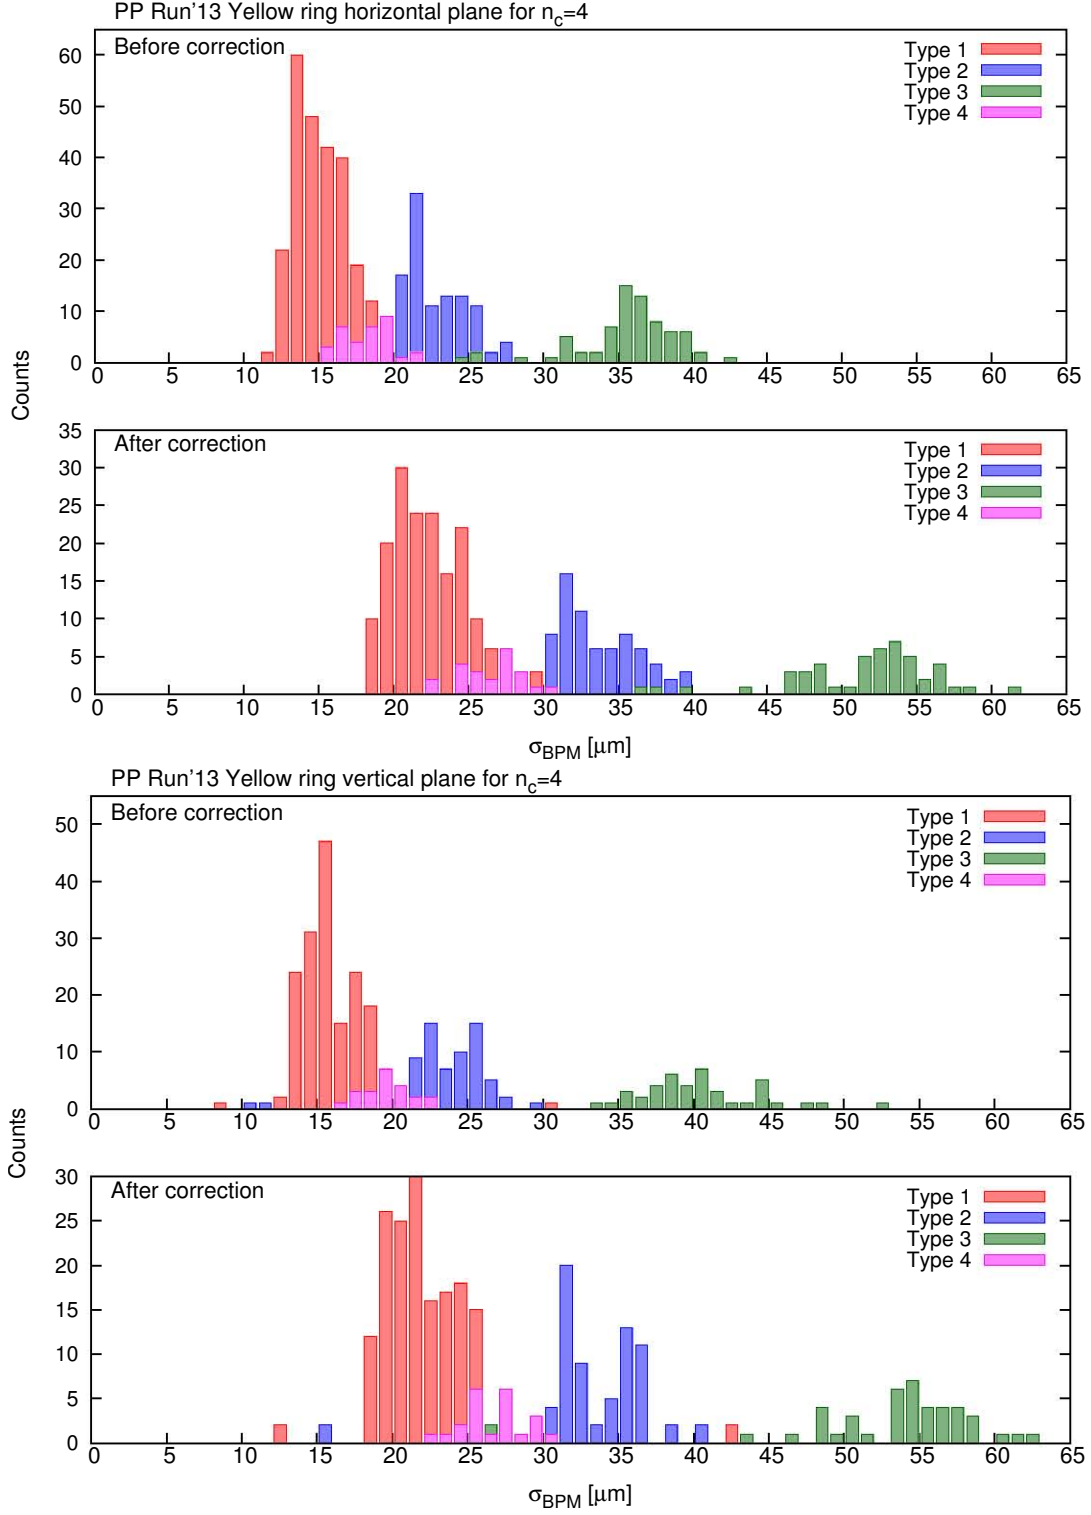 PP Run'13 Yellow ring horizontal plane for n_c=4
Before correction
Type 1
Type 2
Type 3
Type 4
60
50
40
30
20
10
0
0 5 10 15 20 25 30 35 40 45 50 55 60 65
Counts
After correction
Type 1
Type 2
Type 3
Type 4
35
30
25
20
15
10
5
0
0 5 10 15 20 25 30 35 40 45 50 55 60 65
σBPM [μm]
PP Run'13 Yellow ring vertical plane for n_c=4
Before correction
Type 1
Type 2
Type 3
Type 4
50
40
30
20
10
0
0 5 10 15 20 25 30 35 40 45 50 55 60 65
Counts
After correction
Type 1
Type 2
Type 3
Type 4
30
25
20
15
10
5
0
0 5 10 15 20 25 30 35 40 45 50 55 60 65
σBPM [μm]